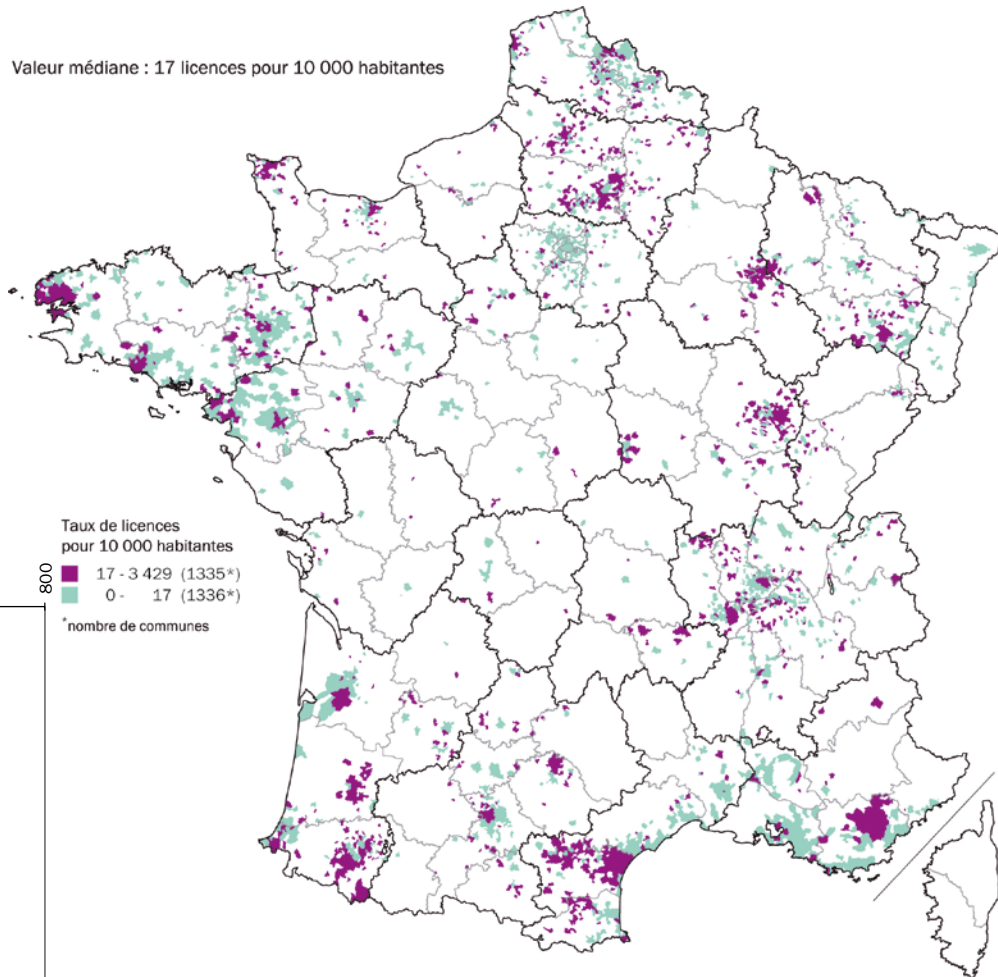 Valeur médiane : 17 licences pour 10 000 habitantes
Taux de licences
pour 10 000 habitantes
17 - 3 429 (1335*)
0 - 17 (1336*)
*nombre de communes
800